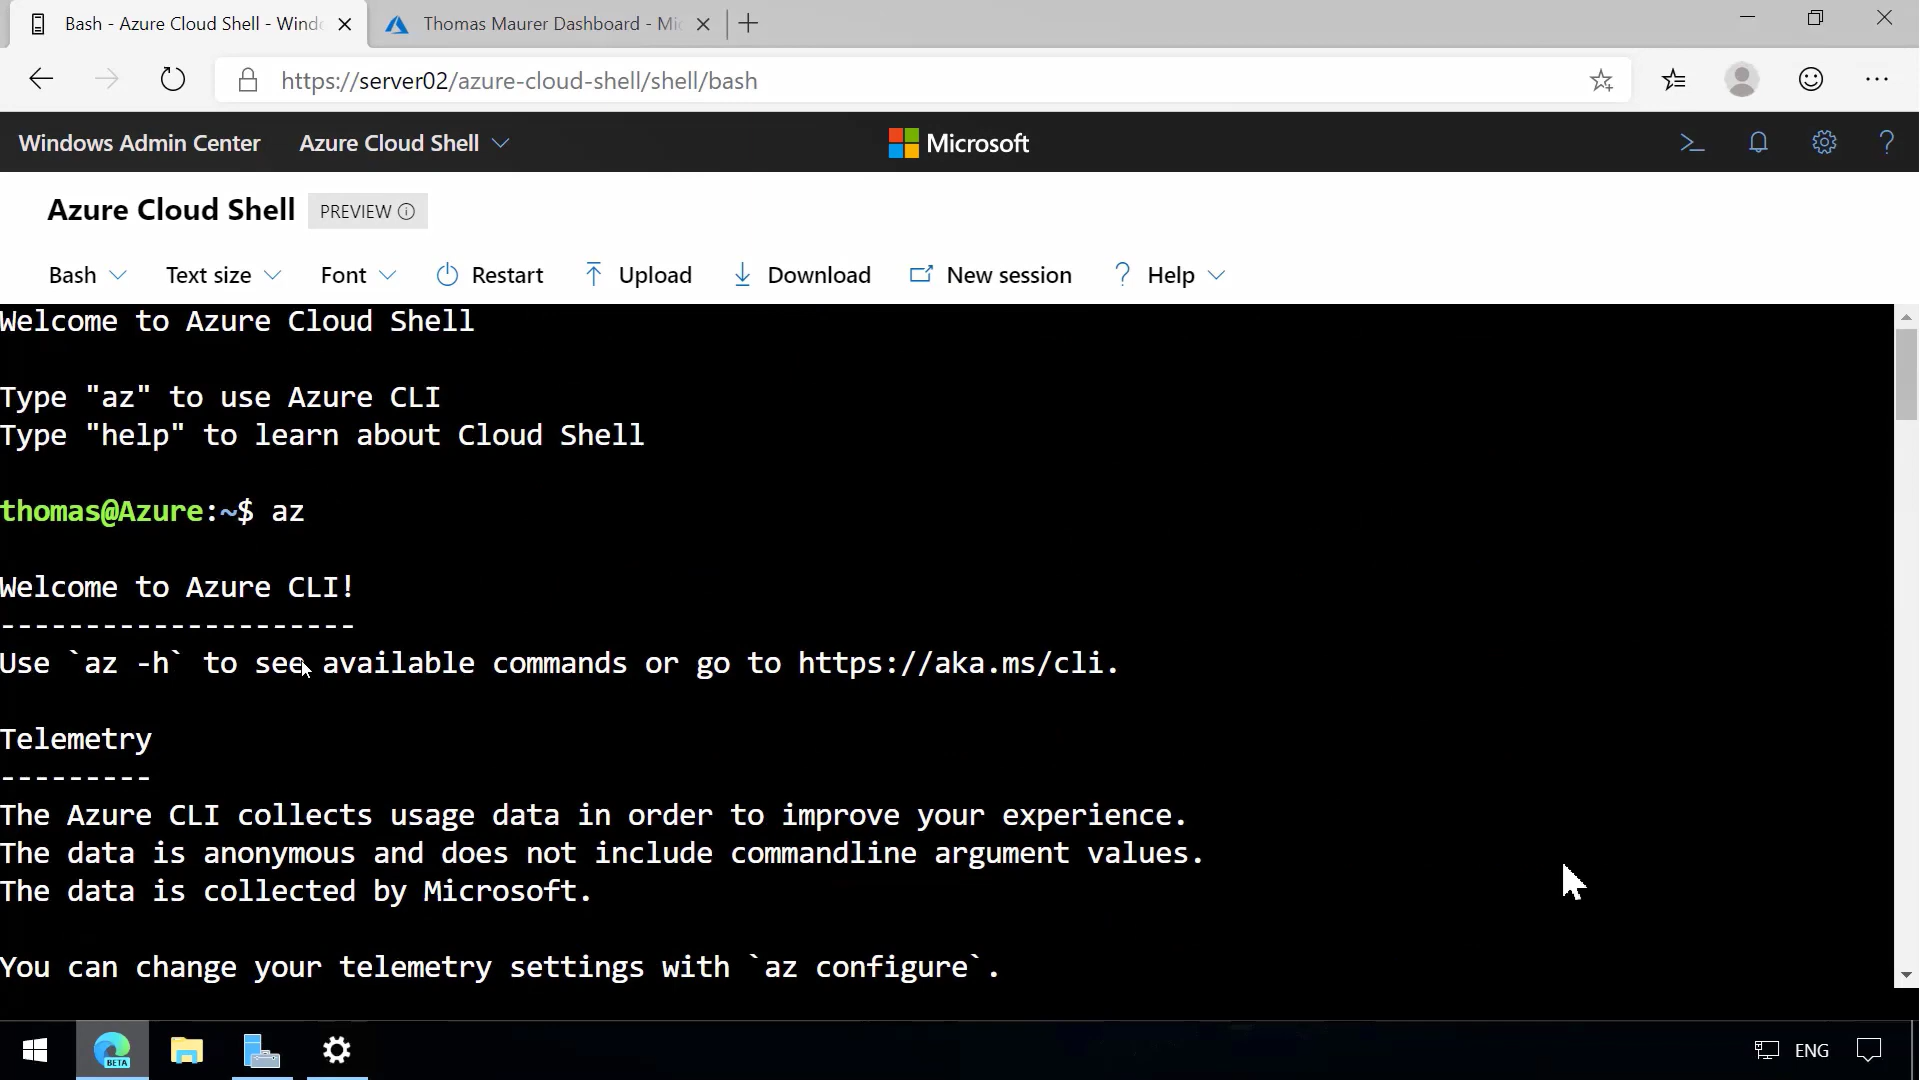 Bash - Azure Cloud Shell - Windo
Thomas Maurer Dashboard - Mic
https://server02/azure-cloud-shell/shell/bash
Windows Admin Center
Azure Cloud Shell
Microsoft
Azure Cloud Shell
PREVIEW
Bash
Text size
Font
Restart
Upload
Download
New session
Help
Welcome to Azure Cloud Shell
Type "az" to use Azure CLI
Type "help" to learn about Cloud Shell
thomas@Azure:~$ az
Welcome to Azure CLI!
---------------------
Use `az -h` to see available commands or go to https://aka.ms/cli.
Telemetry
---------
The Azure CLI collects usage data in order to improve your experience.
The data is anonymous and does not include commandline argument values.
The data is collected by Microsoft.
You can change your telemetry settings with `az configure`.
BETA
ENG